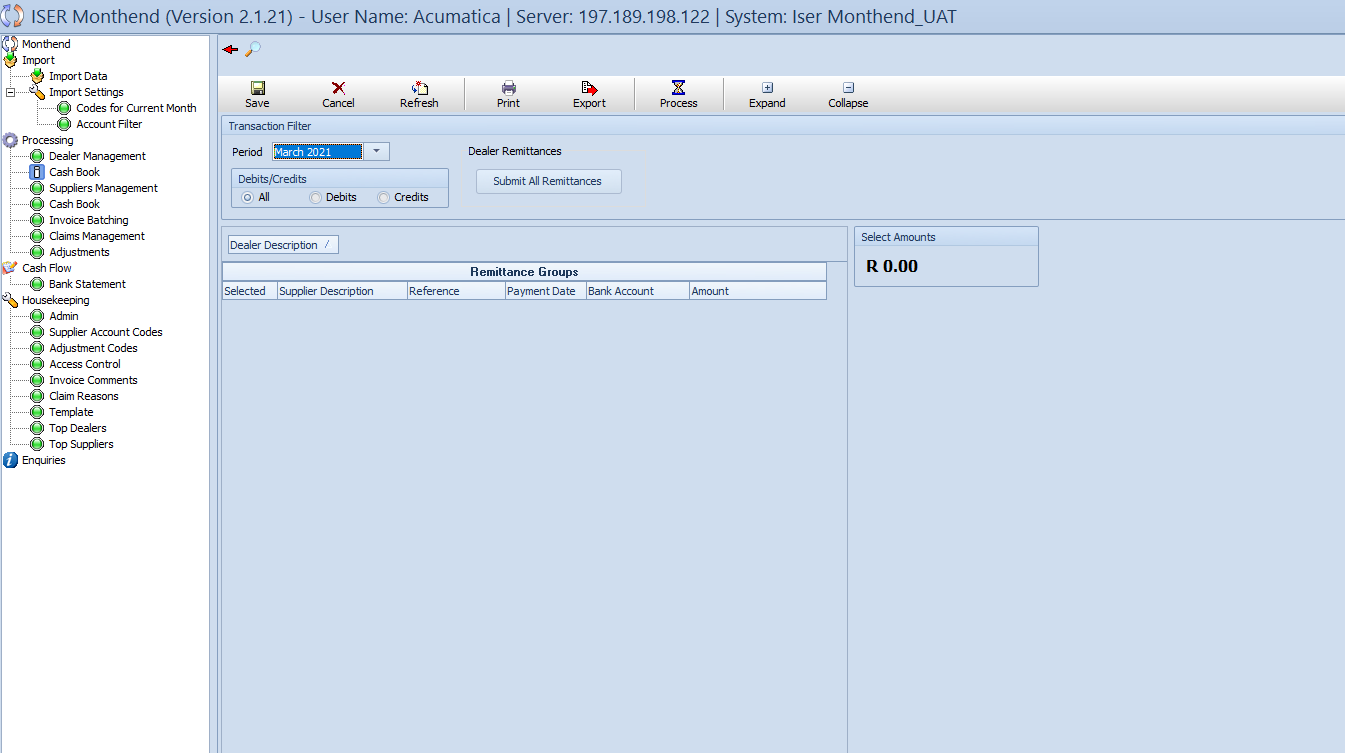 ISER Monthend (Version 2.1.21) - User Name: Acumatica | Server: 197.189.198.122 | System: Iser Monthend_UAT
Monthend
Import
Import Data
Import Settings
Codes for Current Month
Account Filter
Processing
Dealer Management
Cash Book
Suppliers Management
Cash Book
Invoice Batching
Claims Management
Adjustments
Cash Flow
Bank Statement
Housekeeping
Admin
Supplier Account Codes
Adjustment Codes
Access Control
Invoice Comments
Claim Reasons
Template
Top Dealers
Top Suppliers
Enquiries
Save Cancel Refresh Print Export Process Expand Collapse
Transaction Filter
Period March 2021 Dealer Remittances
Debits/Credits Submit All Remittances
All Debits Credits
Dealer Description
Remittance Groups
Selected Supplier Description Reference Payment Date Bank Account Amount
Select Amounts
R 0.00